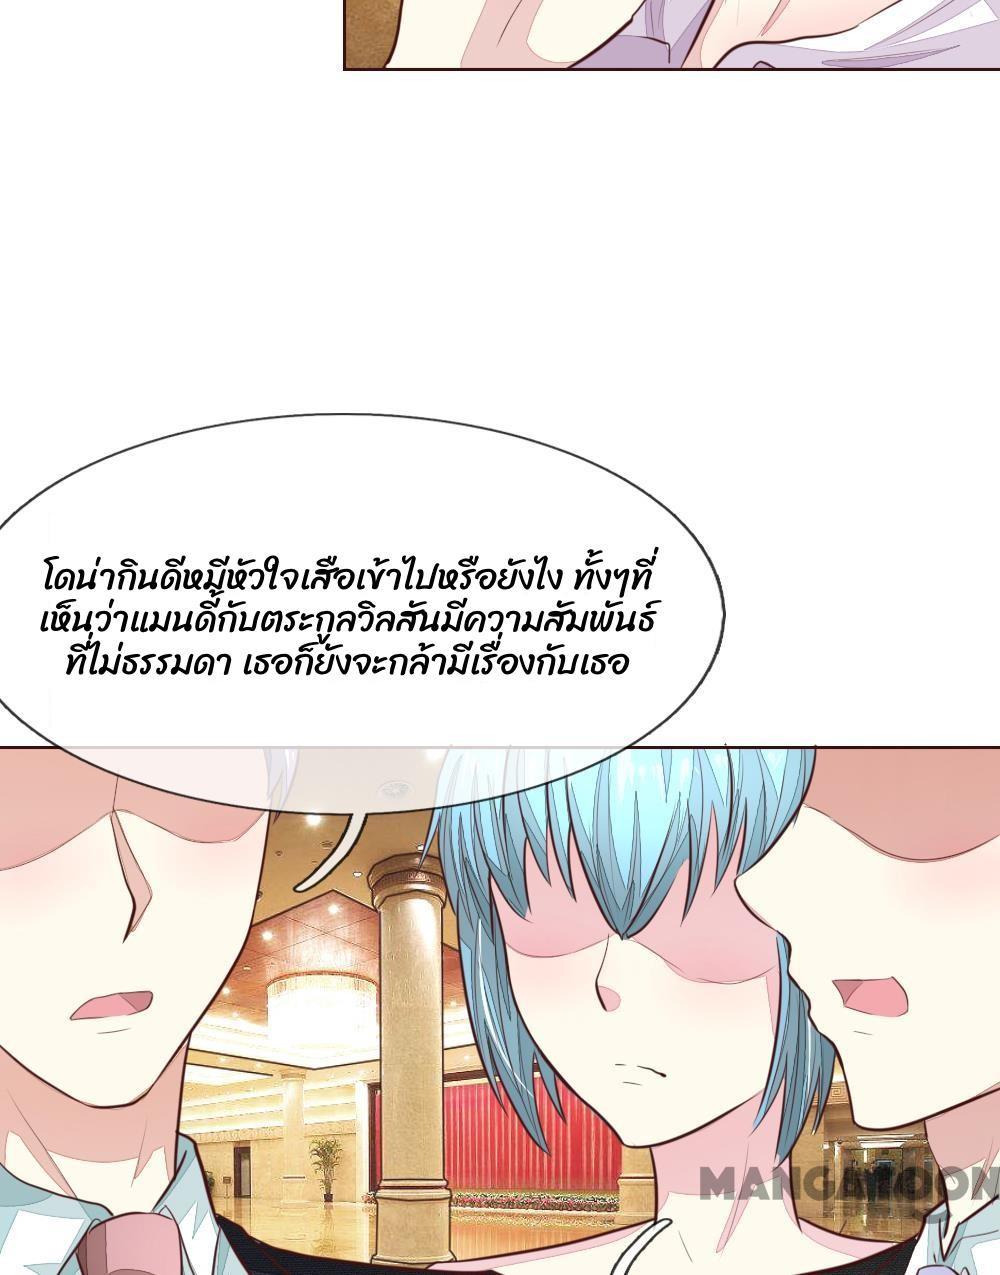 โดน่ากินดีหมีหัวใจเสือเข้าไปหรือยังไง ทั้งๆที่
เห็นว่าแมนดี้กับตระกูลวิลสันมีความสัมพันธ์
ที่ไม่ธรรมดา เธอก็ยังจะกล้ามีเรื่องกับเธอ
MANGATOON